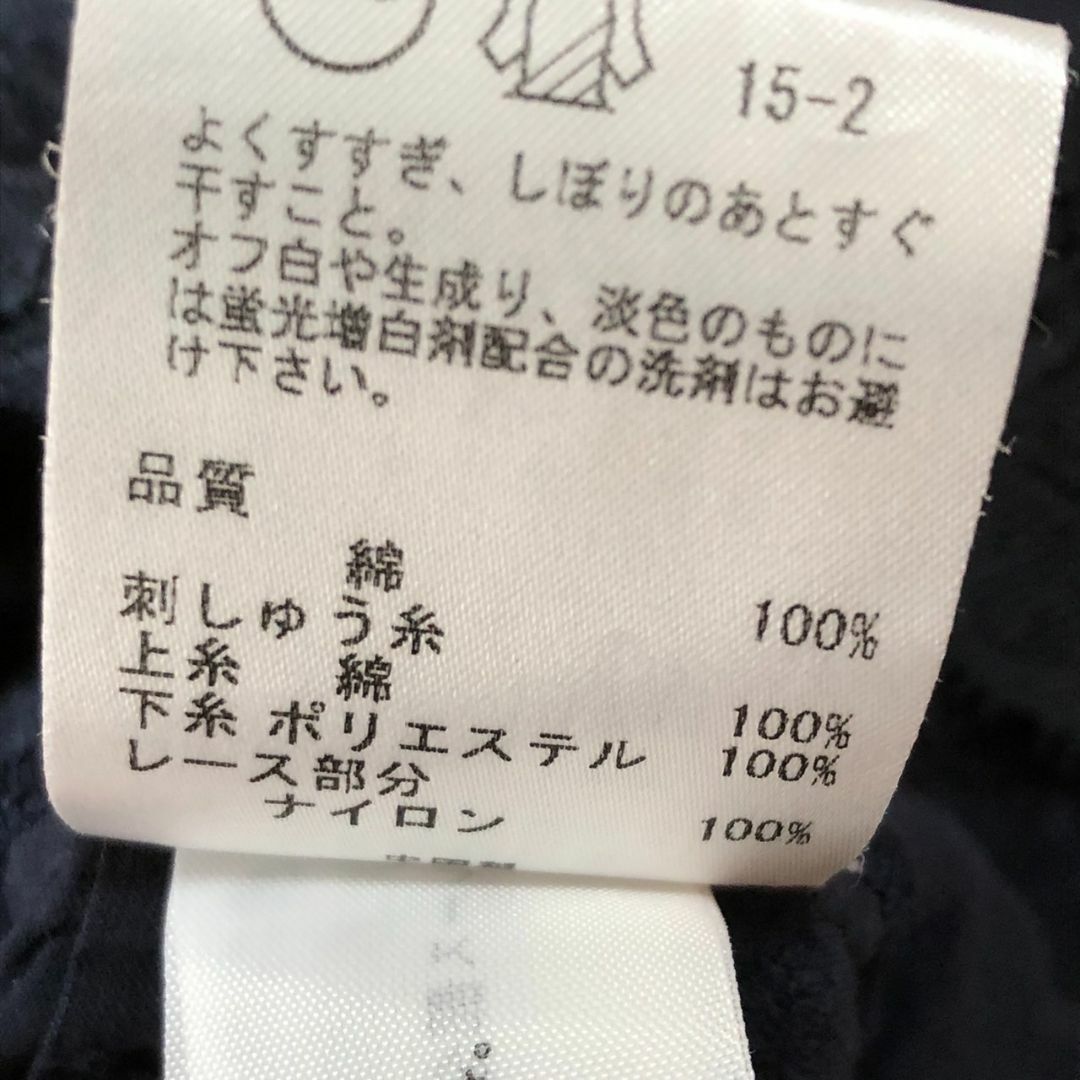 15-2
よくすすぎ、しぼりのあとすぐ
干すこと。
オフ白や生成り、淡色のものに
は蛍光増白剤配合の洗剤はお避
け下さい。
品質
綿 100%
刺しゅう糸
上糸 綿 100%
下糸 ポリエステル 100%
レース部分
ナイロン 100%